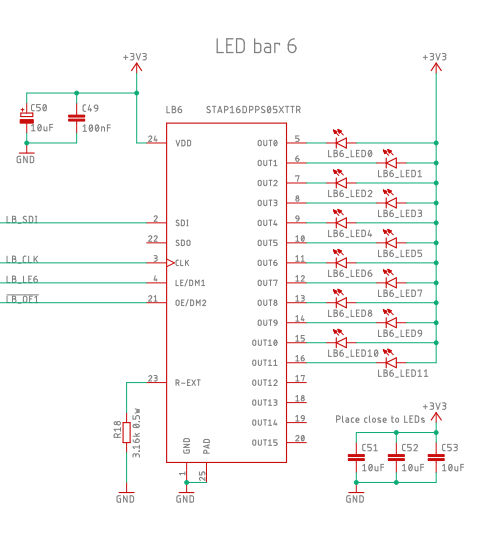 LED bar 6
+3V3
+3V3
C50
10uF
C49
100nF
GND
LB6
STAP16DPPS05XTTR
24
VDD
OUT0
5
LB6_LED0
OUT1
6
LB6_LED1
OUT2
7
LB6_LED2
OUT3
8
LB6_LED3
LB_SDI
2
SDI
OUT4
9
LB6_LED4
22
SDO
OUT5
10
LB6_LED5
LB_CLK
3
CLK
OUT6
11
LB6_LED6
LB_LE6
4
LE/DM1
OUT7
12
LB6_LED7
LB_OE1
21
OE/DM2
OUT8
13
LB6_LED8
OUT9
14
LB6_LED9
OUT10
15
LB6_LED10
OUT11
16
LB6_LED11
23
R-EXT
OUT12
17
OUT13
18
OUT14
19
OUT15
20
R18
3.16k 0.5w
GND
GND
PAD
1
25
GND
+3V3
Place close to LEDs
C51
10uF
C52
10uF
C53
10uF
GND